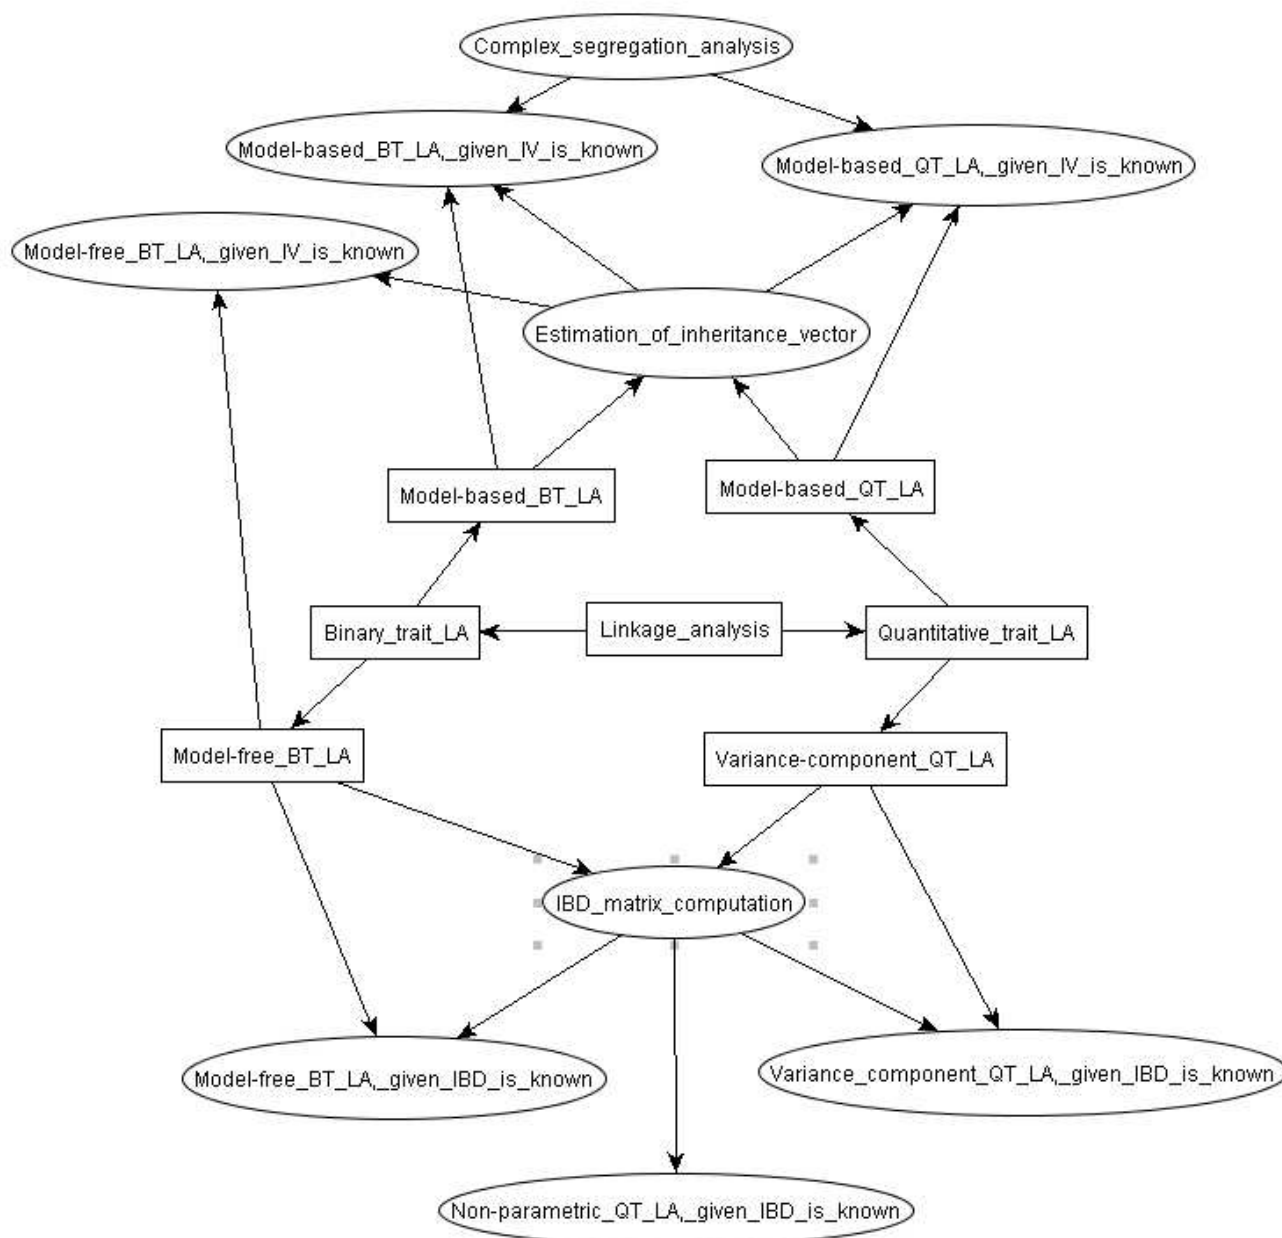 Complex_segregation_analysis
Model-based_BT_LA,_given_IV_is_known
Model-based_QT_LA,_given_IV_is_known
Model-free_BT_LA,_given_IV_is_known
Estimation_of_inheritance_vector
Model-based_BT_LA
Model-based_QT_LA
Binary_trait_LA
Linkage_analysis
Quantitative_trait_LA
Model-free_BT_LA
Variance-component_QT_LA
IBD_matrix_computation
Model-free_BT_LA,_given_IBD_is_known
Variance_component_QT_LA,_given_IBD_is_known
Non-parametric_QT_LA,_given_IBD_is_known